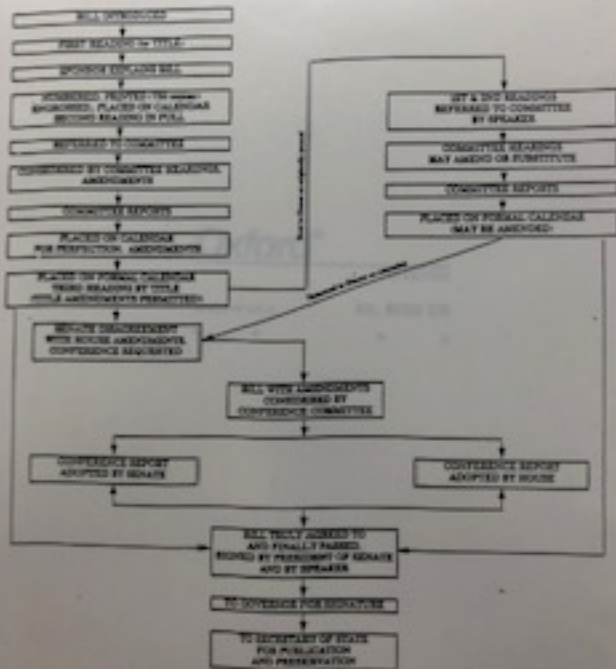 BILL INTRODUCED
FIRST READING TITLE
SPONSOR EXPLAINS BILL
NUMBERED, PRINTED
ENGROSSED, PLACED ON CALENDAR
SECOND READING IN FULL
REFERRED TO COMMITTEE
CONSIDERED BY COMMITTEE HEARINGS,
AMENDMENTS
COMMITTEE REPORTS
PLACED ON CALENDAR
FOR PERFECTION, AMENDMENTS
PLACED ON FORMAL CALENDAR
THIRD READING BY TITLE
(TITLE AMENDMENTS PERMITTED)
SENATE DISAGREEMENT
WITH HOUSE AMENDMENTS,
CONFERENCE REQUESTED
1ST & 2ND READINGS
REFERRED TO COMMITTEE
BY SPEAKER
COMMITTEE HEARINGS
MAY AMEND OR SUBSTITUTE
COMMITTEE REPORTS
PLACED ON FORMAL CALENDAR
(MAY BE AMENDED)
BILL WITH AMENDMENTS
CONSIDERED BY
CONFERENCE COMMITTEE
CONFERENCE REPORT
ADOPTED BY SENATE
CONFERENCE REPORT
ADOPTED BY HOUSE
BILL TRULY AGREED TO
AND FINALLY PASSED,
SIGNED BY PRESIDENT OF SENATE
AND BY SPEAKER
TO GOVERNOR FOR SIGNATURE
TO SECRETARY OF STATE
FOR PUBLICATION
AND PRESERVATION